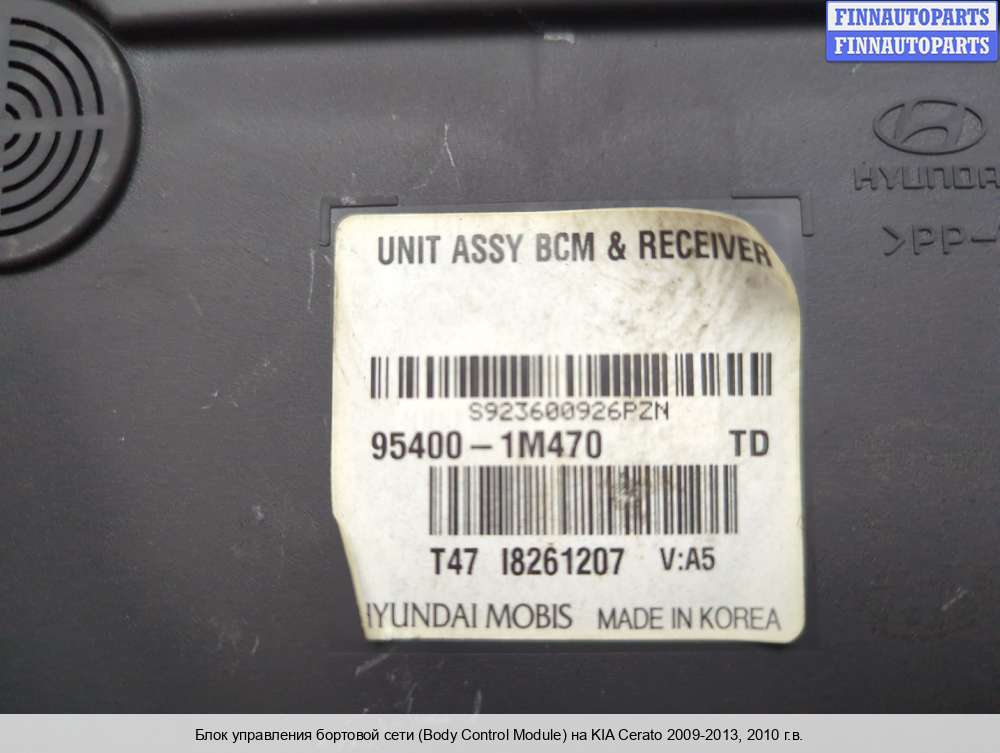 FINNAUTOPARTS
FINNAUTOPARTS
HYUNDAI
>PP-
UNIT ASSY BCM & RECEIVER
S923600926PZN
95400-1M470 TD
T47 I8261207 V:A5
HYUNDAI MOBIS MADE IN KOREA
Блок управления бортовой сети (Body Control Module) на KIA Cerato 2009-2013, 2010 г.в.